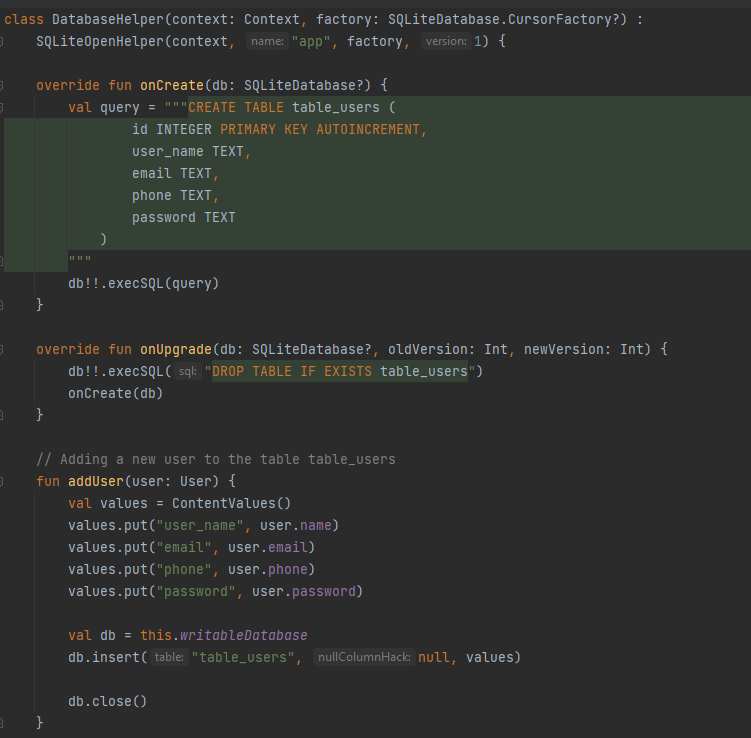 class DatabaseHelper(context: Context, factory: SQLiteDatabase.CursorFactory?) :
    SQLiteOpenHelper(context, name: "app", factory, version: 1) {

    override fun onCreate(db: SQLiteDatabase?) {
        val query = """CREATE TABLE table_users (
                id INTEGER PRIMARY KEY AUTOINCREMENT,
                user_name TEXT,
                email TEXT,
                phone TEXT,
                password TEXT
            )
        """
        db!!.execSQL(query)
    }

    override fun onUpgrade(db: SQLiteDatabase?, oldVersion: Int, newVersion: Int) {
        db!!.execSQL( sql: "DROP TABLE IF EXISTS table_users")
        onCreate(db)
    }

    // Adding a new user to the table table_users
    fun addUser(user: User) {
        val values = ContentValues()
        values.put("user_name", user.name)
        values.put("email", user.email)
        values.put("phone", user.phone)
        values.put("password", user.password)

        val db = this.writableDatabase
        db.insert( table: "table_users", nullColumnHack: null, values)

        db.close()
    }